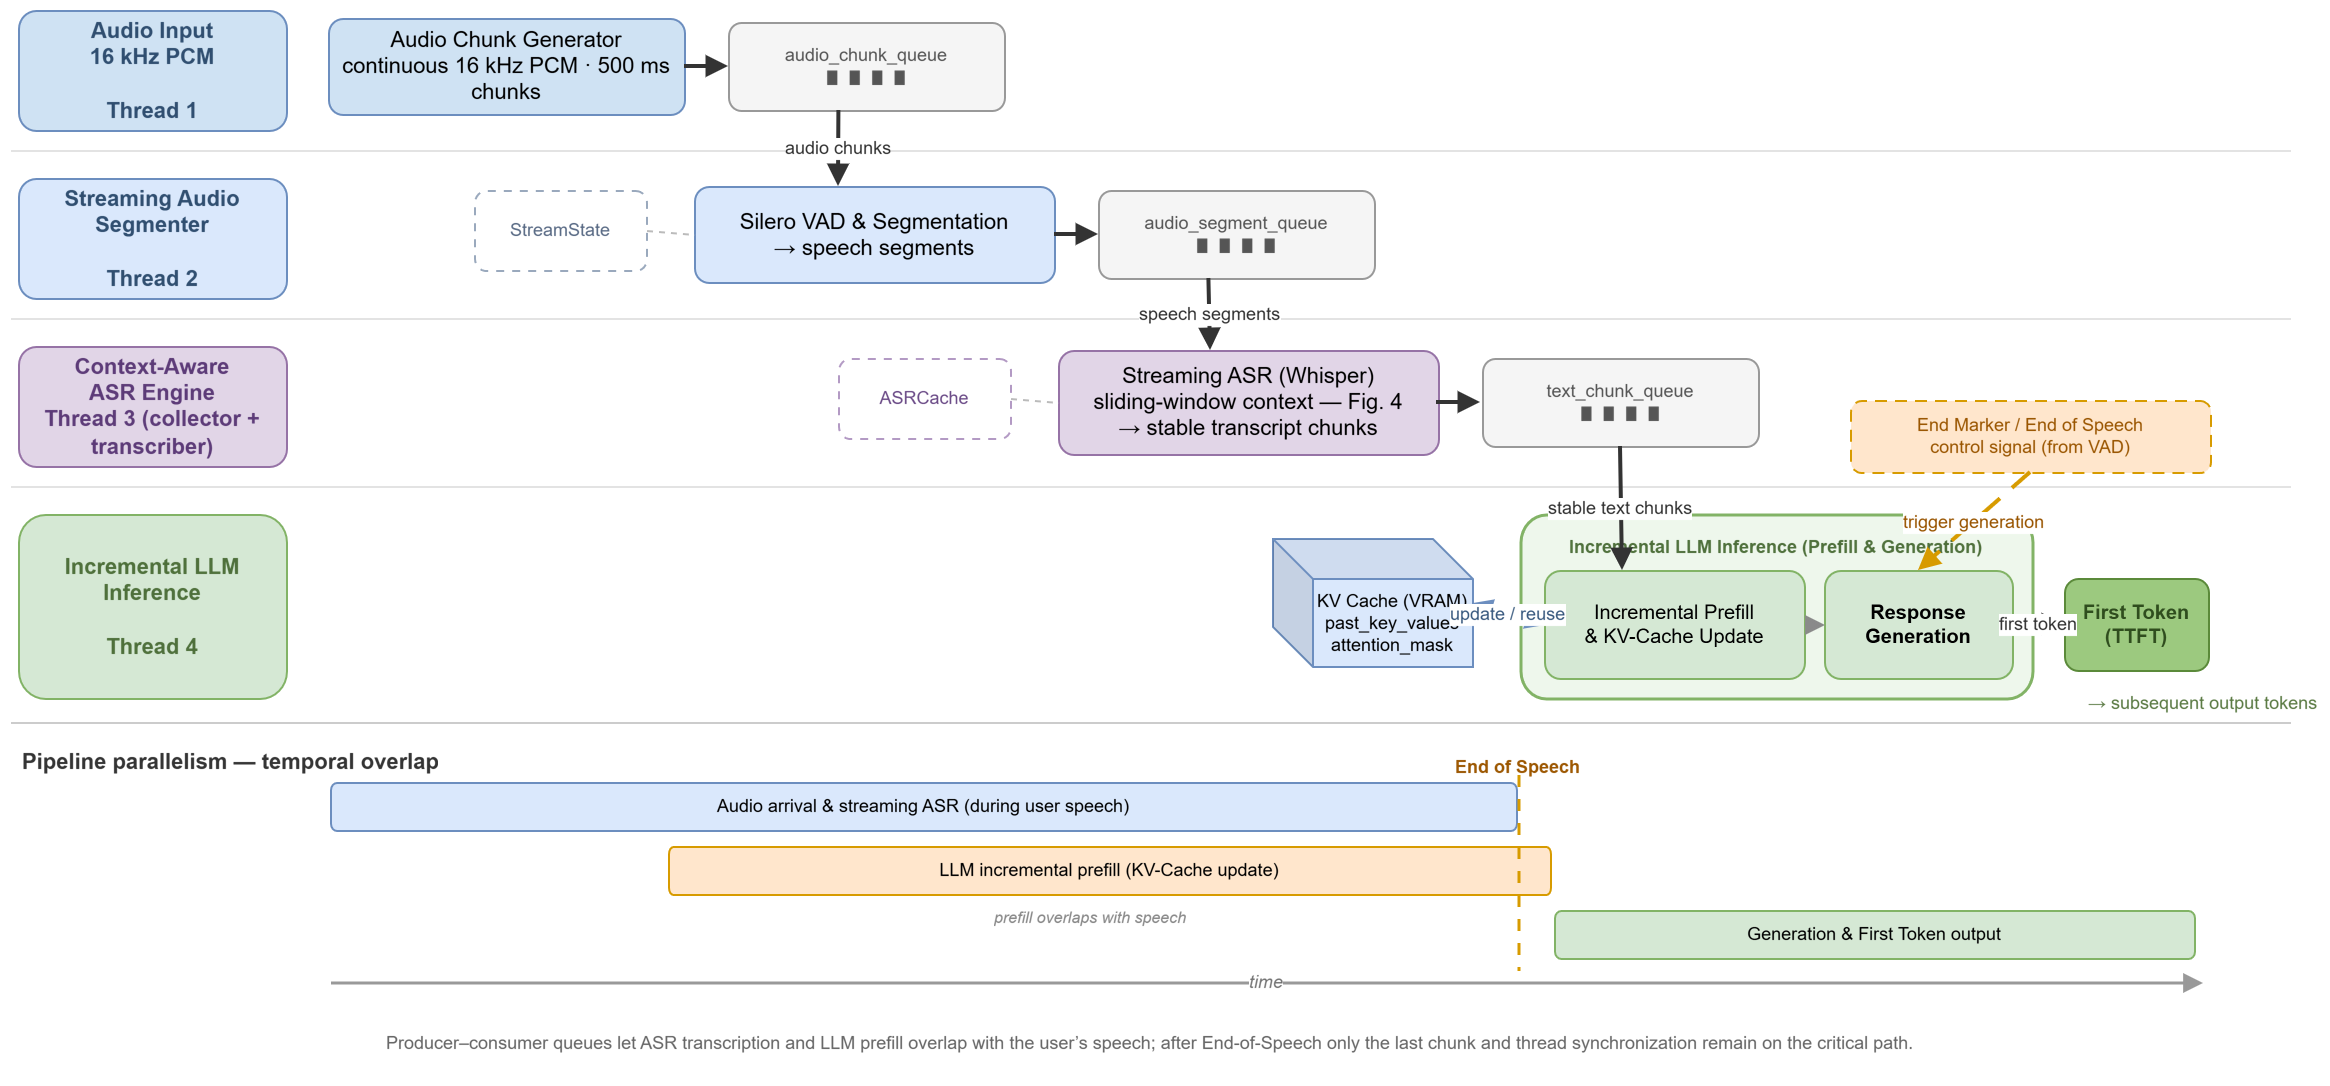 Audio Input
16 kHz PCM
Thread 1
Audio Chunk Generator
continuous 16 kHz PCM · 500 ms
chunks
audio_chunk_queue
audio chunks
Streaming Audio
Segmenter
Thread 2
StreamState
Silero VAD & Segmentation
→ speech segments
audio_segment_queue
speech segments
Context-Aware
ASR Engine
Thread 3 (collector +
transcriber)
ASRCache
Streaming ASR (Whisper)
sliding-window context — Fig. 4
→ stable transcript chunks
text_chunk_queue
End Marker / End of Speech
control signal (from VAD)
stable text chunks
trigger generation
Incremental LLM
Inference
Thread 4
KV Cache (VRAM)
past_key_values
attention_mask
update / reuse
Incremental LLM Inference (Prefill & Generation)
Incremental Prefill
& KV-Cache Update
Response
Generation
first token
First Token
(TTFT)
→ subsequent output tokens
Pipeline parallelism — temporal overlap
End of Speech
Audio arrival & streaming ASR (during user speech)
LLM incremental prefill (KV-Cache update)
prefill overlaps with speech
Generation & First Token output
time
Producer–consumer queues let ASR transcription and LLM prefill overlap with the user’s speech; after End-of-Speech only the last chunk and thread synchronization remain on the critical path.